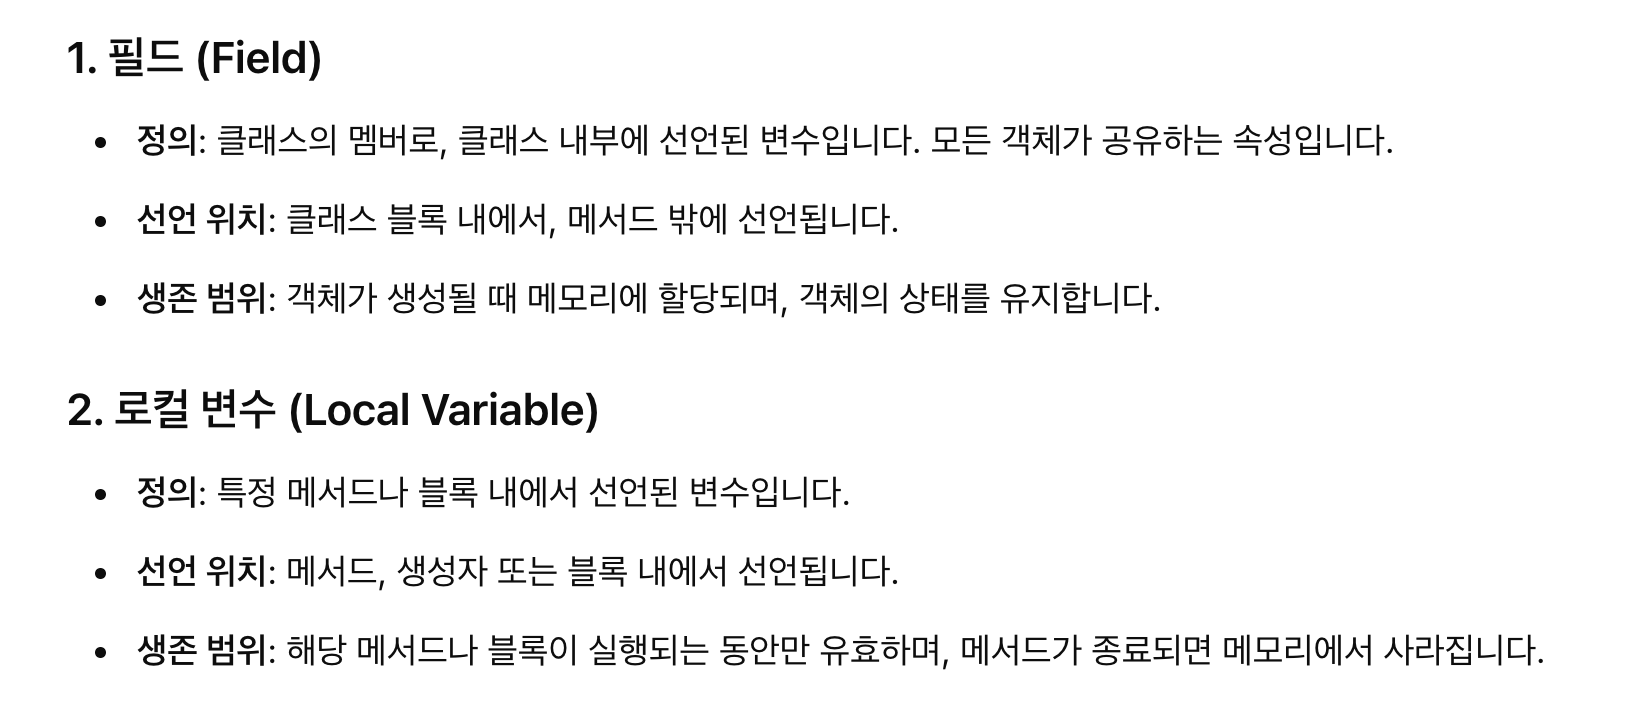 1. 필드 (Field)
• 정의: 클래스의 멤버로, 클래스 내부에 선언된 변수입니다. 모든 객체가 공유하는 속성입니다.
• 선언 위치: 클래스 블록 내에서, 메서드 밖에 선언됩니다.
• 생존 범위: 객체가 생성될 때 메모리에 할당되며, 객체의 상태를 유지합니다.
2. 로컬 변수 (Local Variable)
• 정의: 특정 메서드나 블록 내에서 선언된 변수입니다.
• 선언 위치: 메서드, 생성자 또는 블록 내에서 선언됩니다.
• 생존 범위: 해당 메서드나 블록이 실행되는 동안만 유효하며, 메서드가 종료되면 메모리에서 사라집니다.